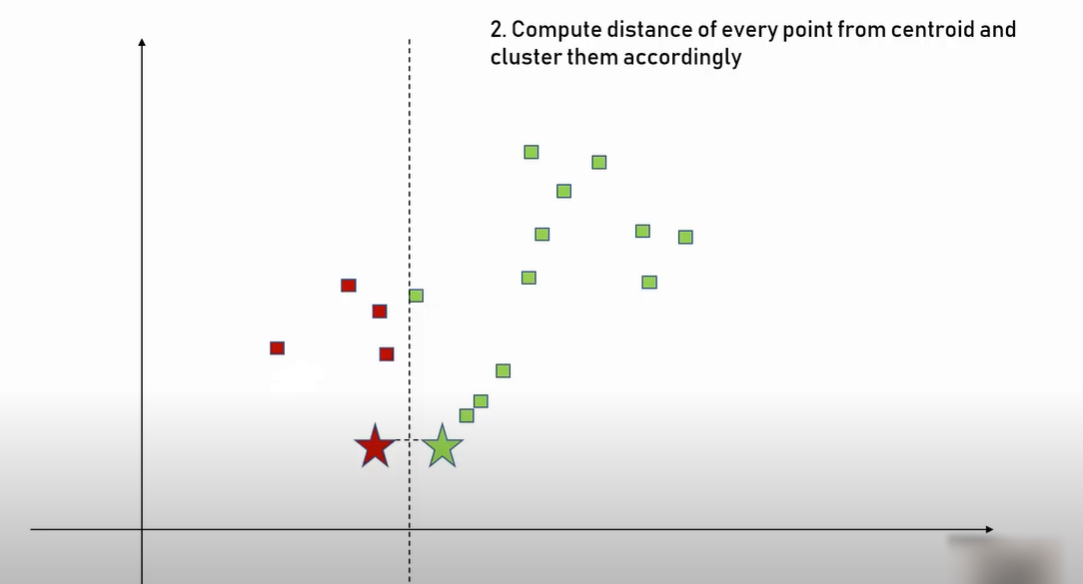 2. Compute distance of every point from centroid and
cluster them accordingly